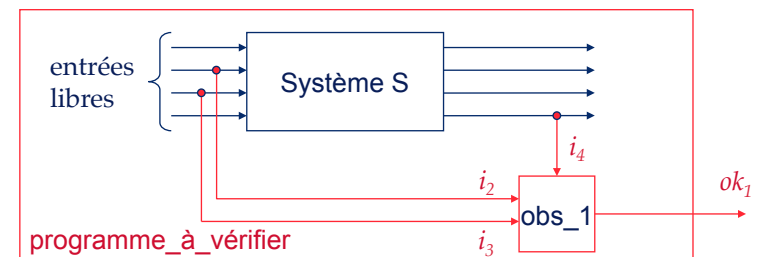 entrées
libres
Système S
i4
i2
ok1
obs_1
i3
programme_à_vérifier